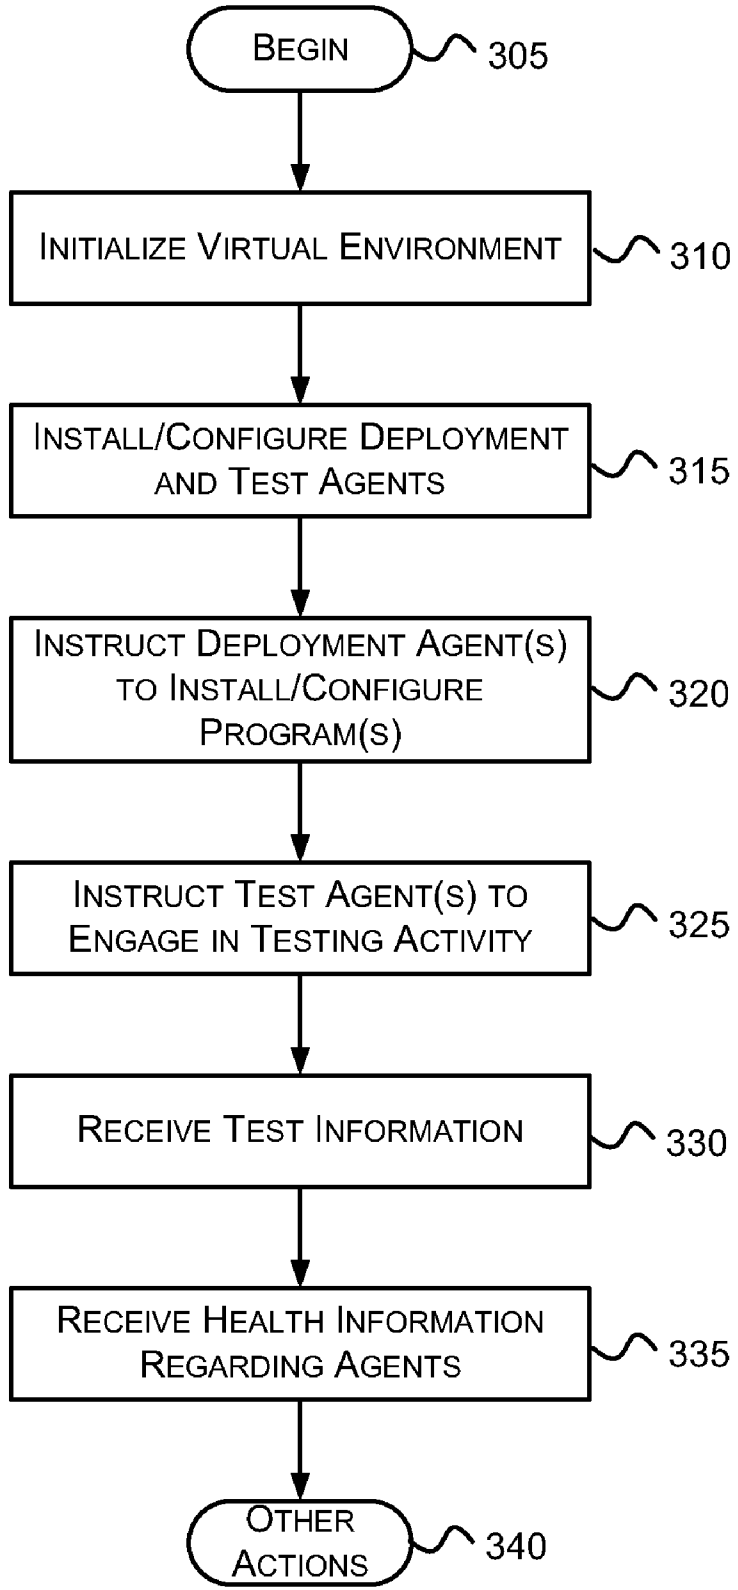 BEGIN
305
INITIALIZE VIRTUAL ENVIRONMENT
310
INSTALL/CONFIGURE DEPLOYMENT
AND TEST AGENTS
315
INSTRUCT DEPLOYMENT AGENT(S)
TO INSTALL/CONFIGURE
PROGRAM(S)
320
INSTRUCT TEST AGENT(S) TO
ENGAGE IN TESTING ACTIVITY
325
RECEIVE TEST INFORMATION
330
RECEIVE HEALTH INFORMATION
REGARDING AGENTS
335
OTHER
ACTIONS
340